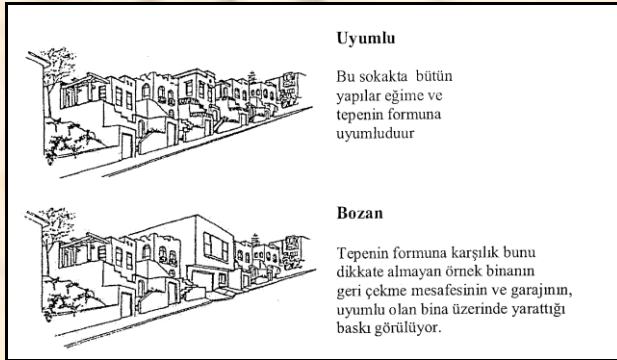 Uyumlu
Bu sokakta bütün
yapılar eğime ve
tepenin formuna
uyumluduur
Bozan
Tepenin formuna karşılık bunu
dikkate almayan örnek binanın
geri çekme mesafesinin ve garajının,
uyumlu olan bina üzerinde yarattığı
baskı görülüyor.